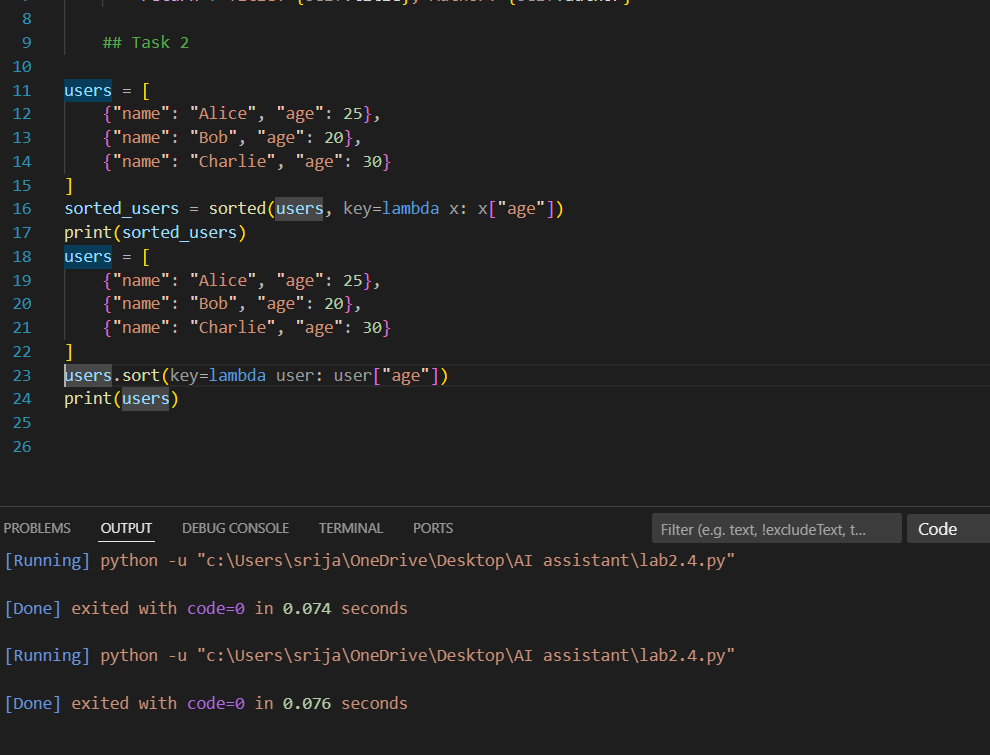 8
9 ## Task 2
10
11 users = [
12 {"name": "Alice", "age": 25},
13 {"name": "Bob", "age": 20},
14 {"name": "Charlie", "age": 30}
15 ]
16 sorted_users = sorted(users, key=lambda x: x["age"])
17 print(sorted_users)
18 users = [
19 {"name": "Alice", "age": 25},
20 {"name": "Bob", "age": 20},
21 {"name": "Charlie", "age": 30}
22 ]
23 users.sort(key=lambda user: user["age"])
24 print(users)
25
26
PROBLEMS OUTPUT DEBUG CONSOLE TERMINAL PORTS Filter (e.g. text, !excludeText, t... Code
[Running] python -u "c:\Users\srija\OneDrive\Desktop\AI assistant\lab2.4.py"
[Done] exited with code=0 in 0.074 seconds
[Running] python -u "c:\Users\srija\OneDrive\Desktop\AI assistant\lab2.4.py"
[Done] exited with code=0 in 0.076 seconds